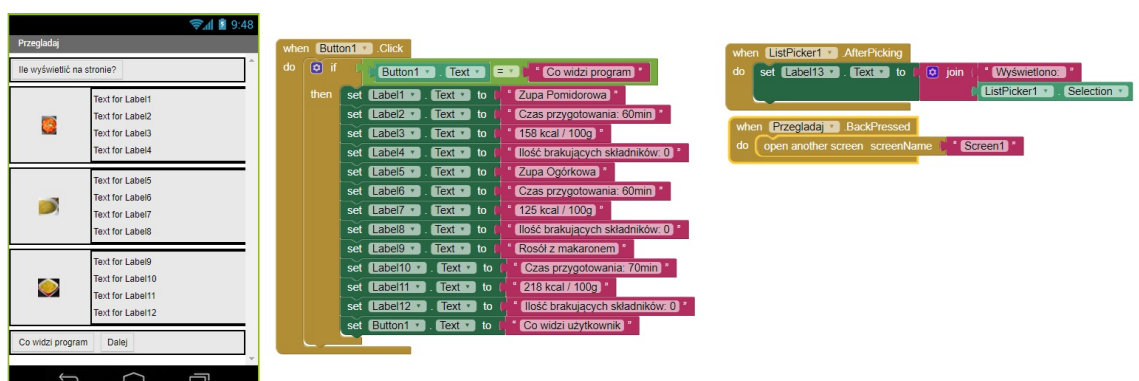 9:48
Przegladaj
Ile wyświetlić na stronie?
Text for Label1
Text for Label2
Text for Label3
Text for Label4
Text for Label5
Text for Label6
Text for Label7
Text for Label8
Text for Label9
Text for Label10
Text for Label11
Text for Label12
Co widzi program Dalej
when Button1 .Click
do if Button1 . Text = " Co widzi program "
then set Label1 . Text to " Zupa Pomidorowa "
set Label2 . Text to " Czas przygotowania: 60min "
set Label3 . Text to " 158 kcal / 100g "
set Label4 . Text to " Ilość brakujących składników: 0 "
set Label5 . Text to " Zupa Ogórkowa "
set Label6 . Text to " Czas przygotowania: 60min "
set Label7 . Text to " 125 kcal / 100g "
set Label8 . Text to " Ilość brakujących składników: 0 "
set Label9 . Text to " Rosół z makaronem "
set Label10 . Text to " Czas przygotowania: 70min "
set Label11 . Text to " 218 kcal / 100g "
set Label12 . Text to " Ilość brakujących składników: 0 "
set Button1 . Text to " Co widzi użytkownik "
when ListPicker1 .AfterPicking
do set Label13 . Text to join " Wyświetlono: "
ListPicker1 . Selection
when Przegladaj .BackPressed
do open another screen screenName " Screen1 "